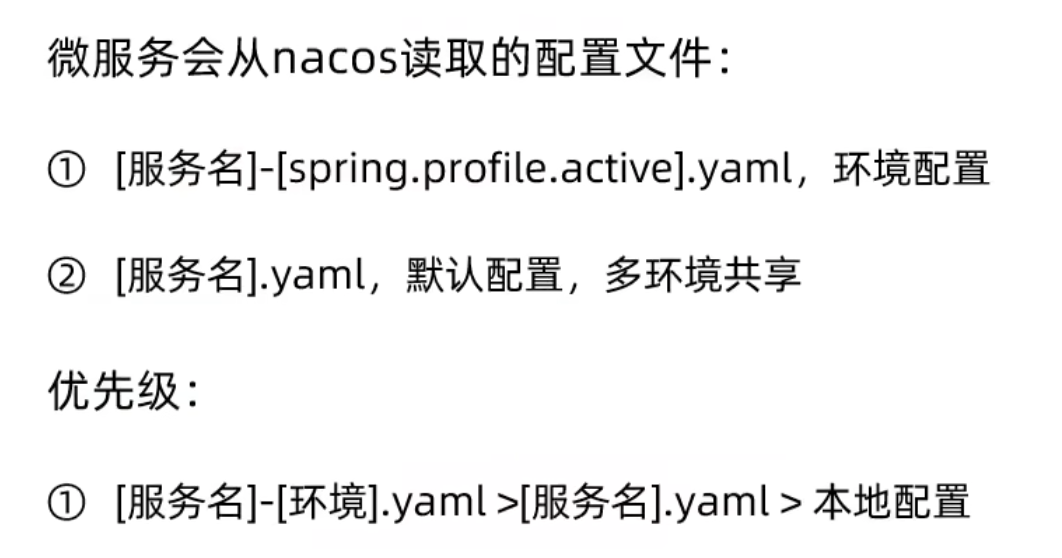 微服务会从nacos读取的配置文件：
① [服务名]-[spring.profile.active].yaml，环境配置
② [服务名].yaml，默认配置，多环境共享
优先级：
① [服务名]-[环境].yaml >[服务名].yaml > 本地配置